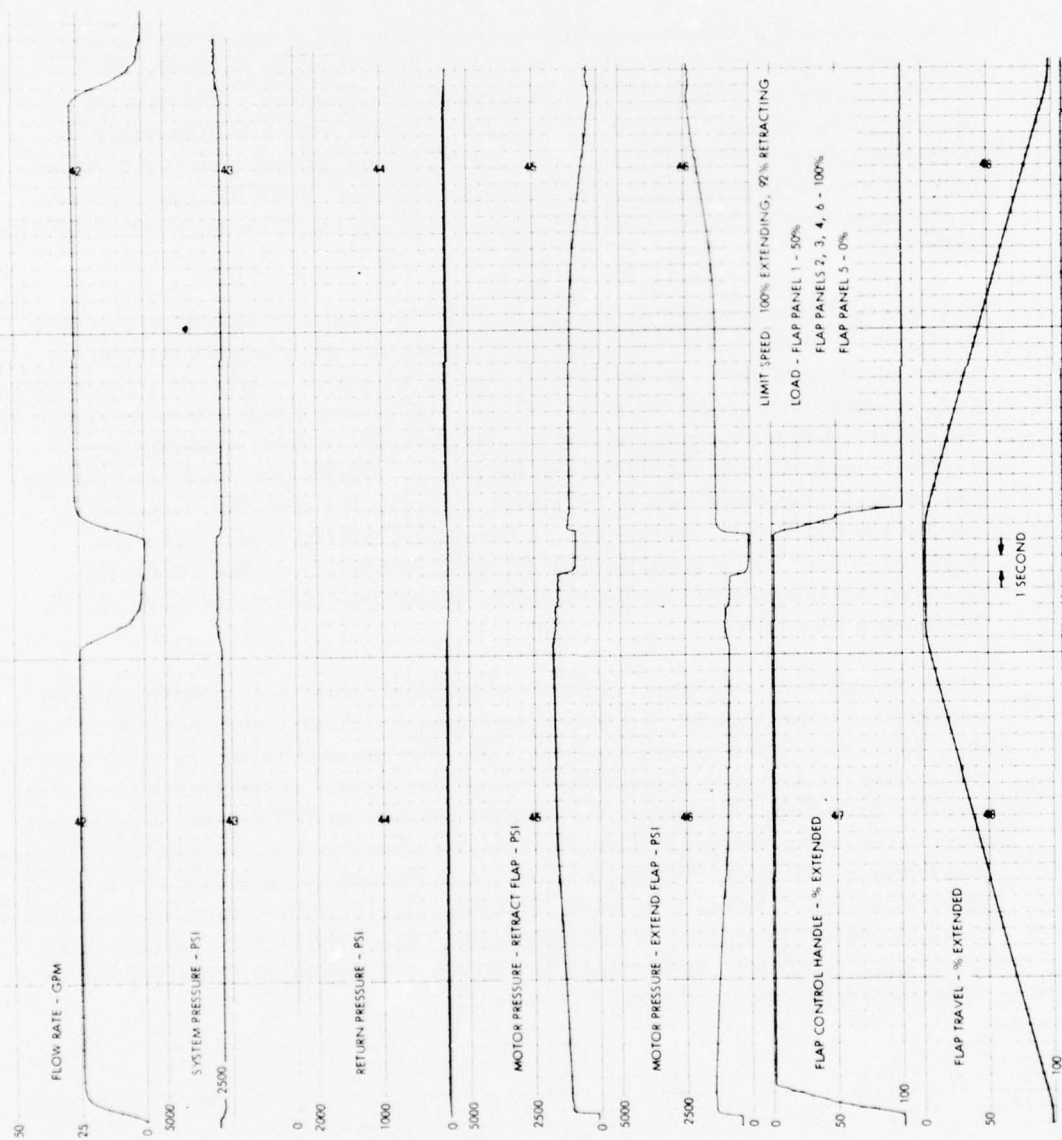 FLOW RATE - GPM
50
25
0
42
42
SYSTEM PRESSURE - PSI
5000
2500
43
43
RETURN PRESSURE - PSI
2000
1000
0
44
44
MOTOR PRESSURE - RETRACT FLAP - PSI
5000
2500
0
45
45
MOTOR PRESSURE - EXTEND FLAP - PSI
5000
2500
0
46
46
LIMIT SPEED 100% EXTENDING, 92% RETRACTING
LOAD - FLAP PANEL 1 - 50%
FLAP PANELS 2, 3, 4, 6 - 100%
FLAP PANEL 5 - 0%
FLAP CONTROL HANDLE - % EXTENDED
0
50
100
47
FLAP TRAVEL - % EXTENDED
0
50
100
48
48
1 SECOND